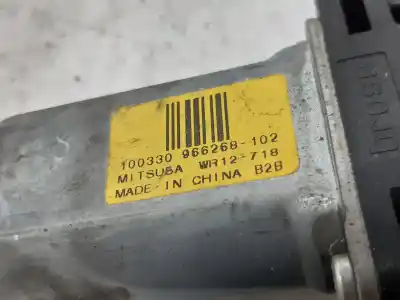 100330 966268-102
MITSUBA WR12-718
MADE-IN CHINA B2B